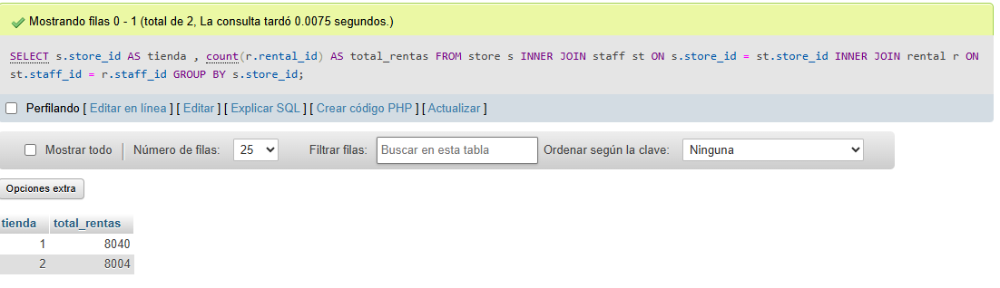 Mostrando filas 0 - 1 (total de 2, La consulta tardó 0.0075 segundos.)
SELECT s.store_id AS tienda , count(r.rental_id) AS total_rentas FROM store s INNER JOIN staff st ON s.store_id = st.store_id INNER JOIN rental r ON
st.staff_id = r.staff_id GROUP BY s.store_id;
Perfilando [ Editar en línea ] [ Editar ] [ Explicar SQL ] [ Crear código PHP ] [ Actualizar ]
Mostrar todo Número de filas: 25 Filtrar filas: Buscar en esta tabla Ordenar según la clave: Ninguna
Opciones extra
tienda total_rentas
1 8040
2 8004